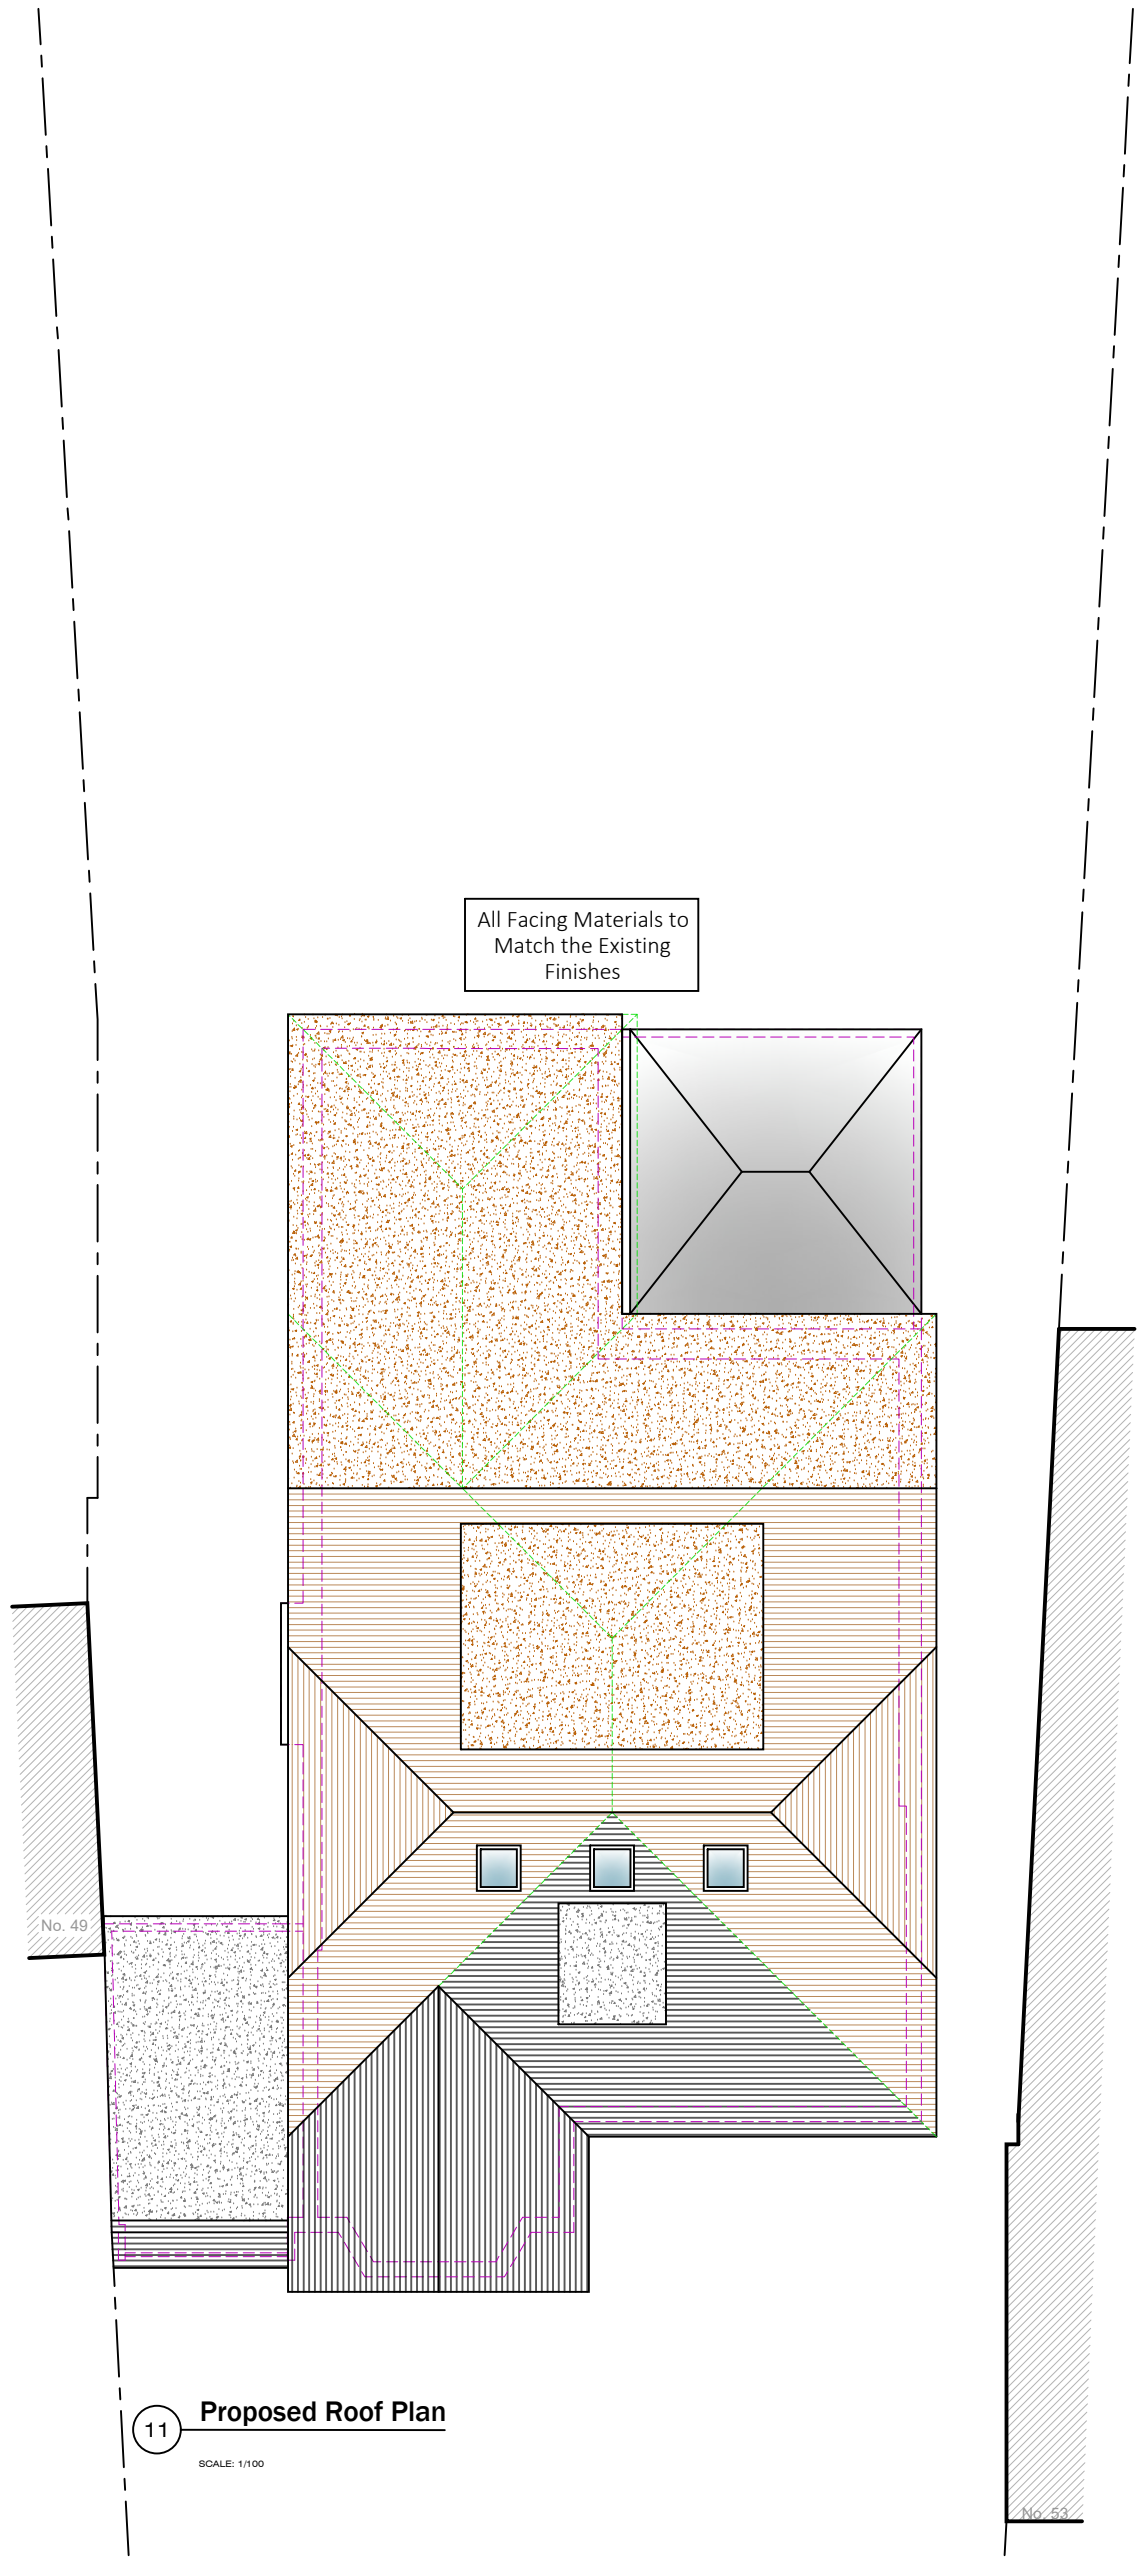 All Facing Materials to
Match the Existing
Finishes
No. 49
11
Proposed Roof Plan
SCALE: 1/100
No. 53